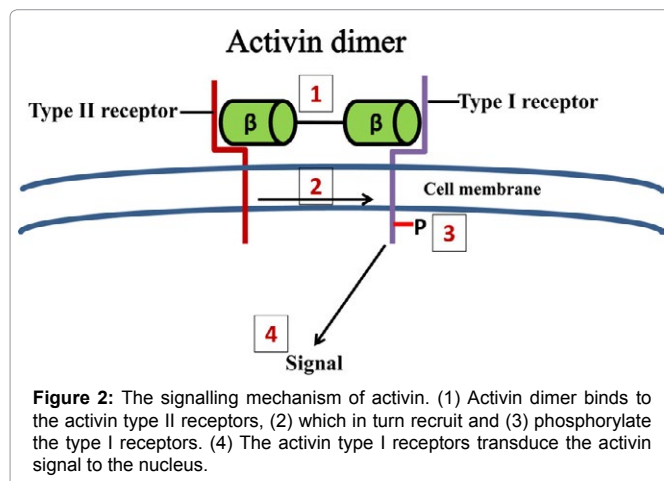 Activin dimer
1
Type II receptor
Type I receptor
β
β
2
Cell membrane
P
3
4
Signal
Figure 2: The signalling mechanism of activin. (1) Activin dimer binds to
the activin type II receptors, (2) which in turn recruit and (3) phosphorylate
the type I receptors. (4) The activin type I receptors transduce the activin
signal to the nucleus.